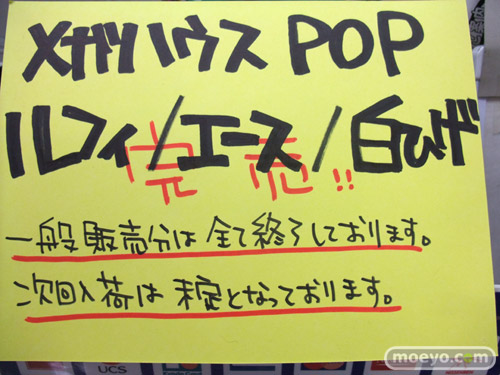 メガハウス POP
ルフィ/エース/白ひげ
完売!!
一般販売分は全て終了しております。
次回入荷は未定となっております。
UCS
moeyo.com